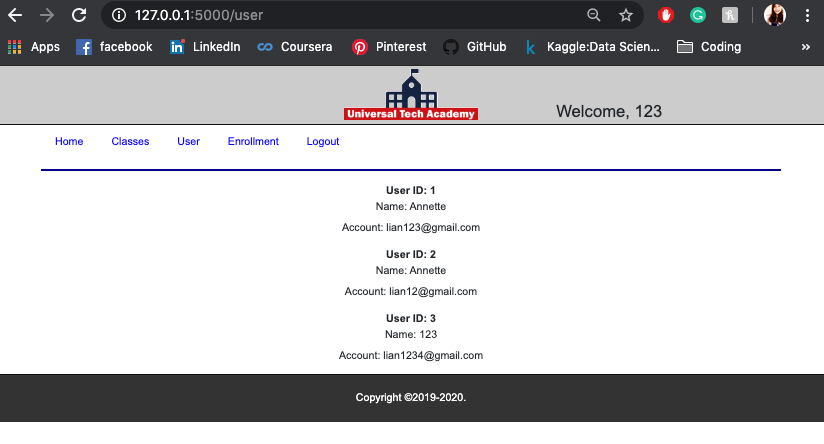 127.0.0.1:5000/user
Apps facebook LinkedIn Coursera Pinterest GitHub Kaggle:Data Scien... Coding »
Universal Tech Academy
Welcome, 123
Home Classes User Enrollment Logout
User ID: 1
Name: Annette
Account: lian123@gmail.com
User ID: 2
Name: Annette
Account: lian12@gmail.com
User ID: 3
Name: 123
Account: lian1234@gmail.com
Copyright ©2019-2020.